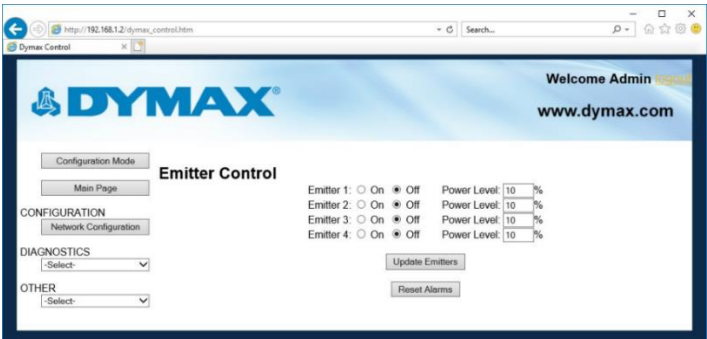 http://192.168.1.2/dymax_control.htm
Search...
Dymax Control
Welcome Admin logout
DYMAX®
www.dymax.com
Configuration Mode
Main Page
Emitter Control
CONFIGURATION
Network Configuration
DIAGNOSTICS
-Select-
OTHER
-Select-
Emitter 1: On Off Power Level: 10 %
Emitter 2: On Off Power Level: 10 %
Emitter 3: On Off Power Level: 10 %
Emitter 4: On Off Power Level: 10 %
Update Emitters
Reset Alarms